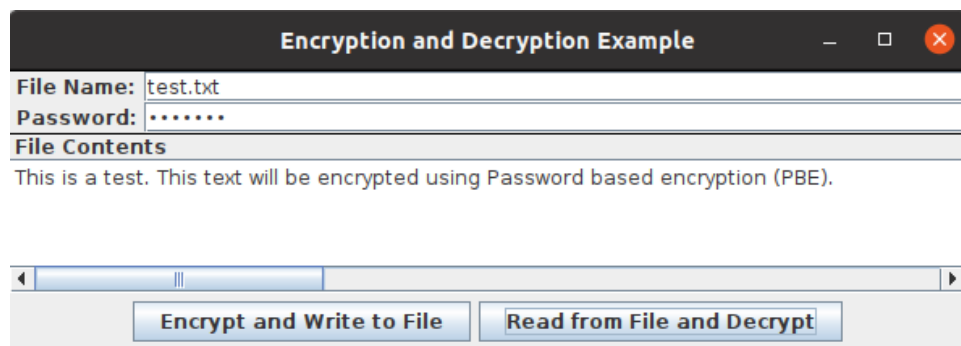 Encryption and Decryption Example
File Name: test.txt
Password: •••••••
File Contents
This is a test. This text will be encrypted using Password based encryption (PBE).
Encrypt and Write to File Read from File and Decrypt